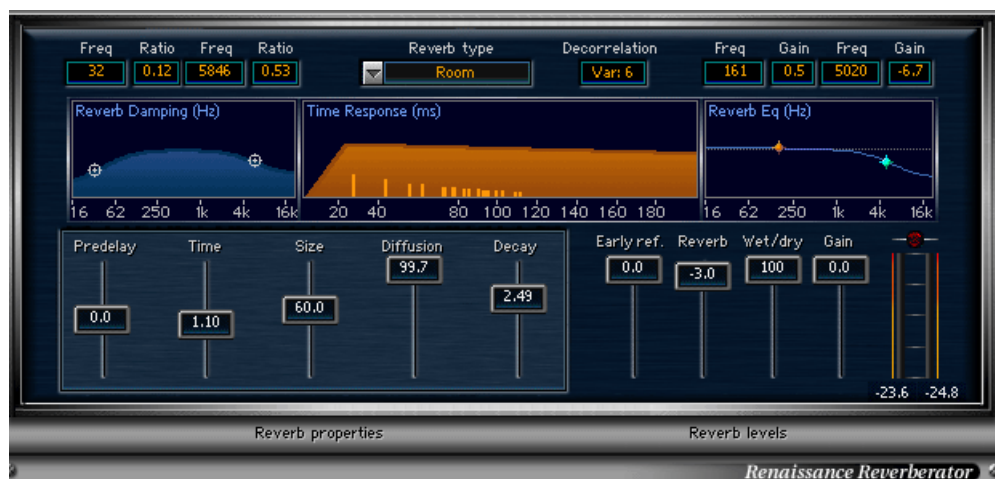 Freq Ratio Freq Ratio Reverb type Decorrelation Freq Gain Freq Gain
32 0.12 5846 0.53 Room Var: 6 161 0.5 5020 -6.7
Reverb Damping (Hz) Time Response (ms) Reverb Eq (Hz)
16 62 250 1k 4k 16k 20 40 80 100 120 140 160 180 16 62 250 1k 4k 16k
Predelay Time Size Diffusion Decay Early ref. Reverb Wet/dry Gain
0.0 1.10 60.0 99.7 2.49 0.0 -3.0 100 0.0
-23.6 -24.8
Reverb properties Reverb levels
Renaissance Reverberator